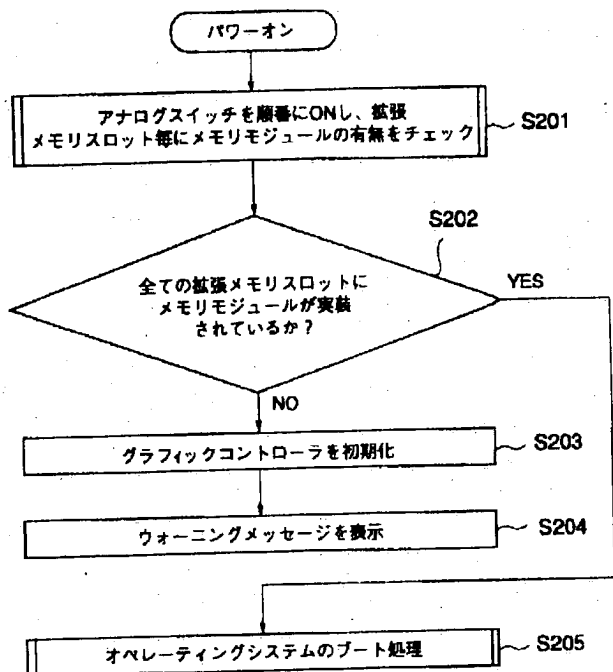 パワーオン
アナログスイッチを順番にONし、拡張
メモリスロット毎にメモリモジュールの有無をチェック
S201
S202
全ての拡張メモリスロットに
メモリモジュールが実装
されているか?
YES
NO
グラフィックコントローラを初期化
S203
ウォーニングメッセージを表示
S204
オペレーティングシステムのブート処理
S205